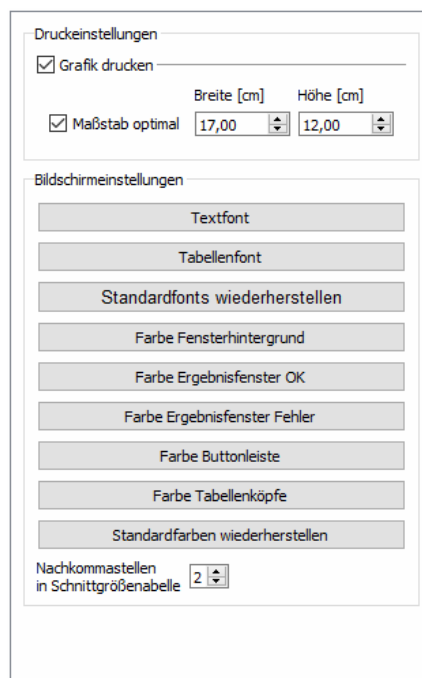 Druckeinstellungen
Grafik drucken
Breite [cm] Höhe [cm]
Maßstab optimal 17,00 12,00
Bildschirmeinstellungen
Textfont
Tabellenfont
Standardfonts wiederherstellen
Farbe Fensterhintergrund
Farbe Ergebnisfenster OK
Farbe Ergebnisfenster Fehler
Farbe Buttonleiste
Farbe Tabellenköpfe
Standardfarben wiederherstellen
Nachkommastellen
in Schnittgrößenabelle 2